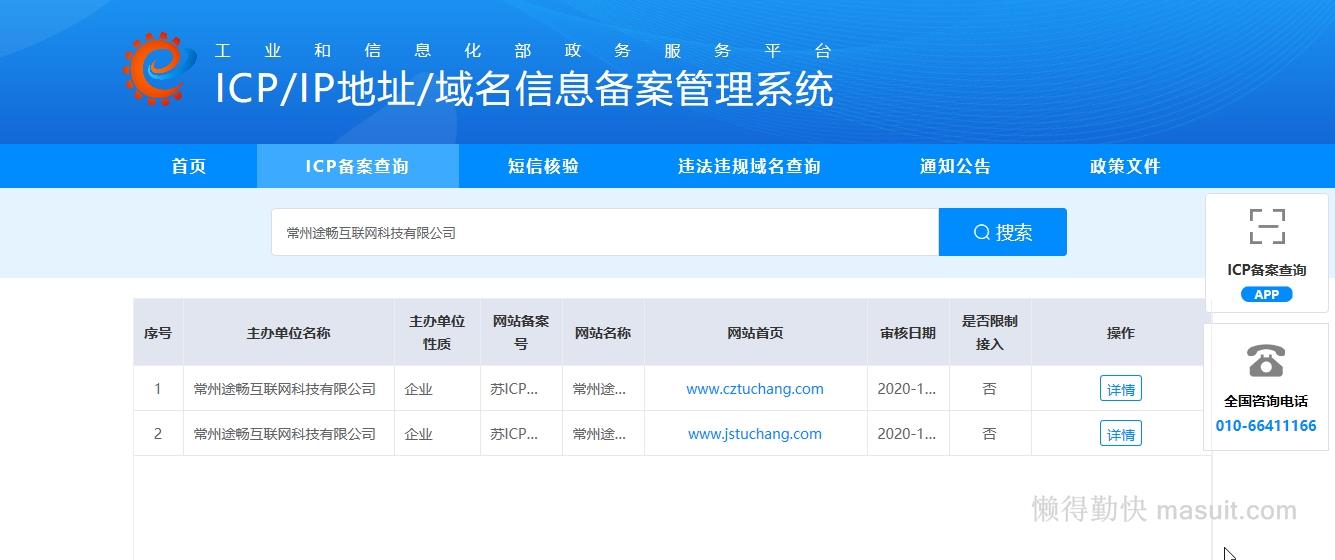 工业和信息化部政务服务平台
ICP/IP地址/域名信息备案管理系统
首页 ICP备案查询 短信核验 违法违规域名查询 通知公告 政策文件
常州途畅互联网科技有限公司 搜索
ICP备案查询
APP
序号 主办单位名称 主办单位性质 网站备案号 网站名称 网站首页 审核日期 是否限制接入 操作
1 常州途畅互联网科技有限公司 企业 苏ICP... 常州途... www.cztuchang.com 2020-1... 否 详情
2 常州途畅互联网科技有限公司 企业 苏ICP... 常州途... www.jstuchang.com 2020-1... 否 详情
全国咨询电话
010-66411166
懒得勤快 masuit.com